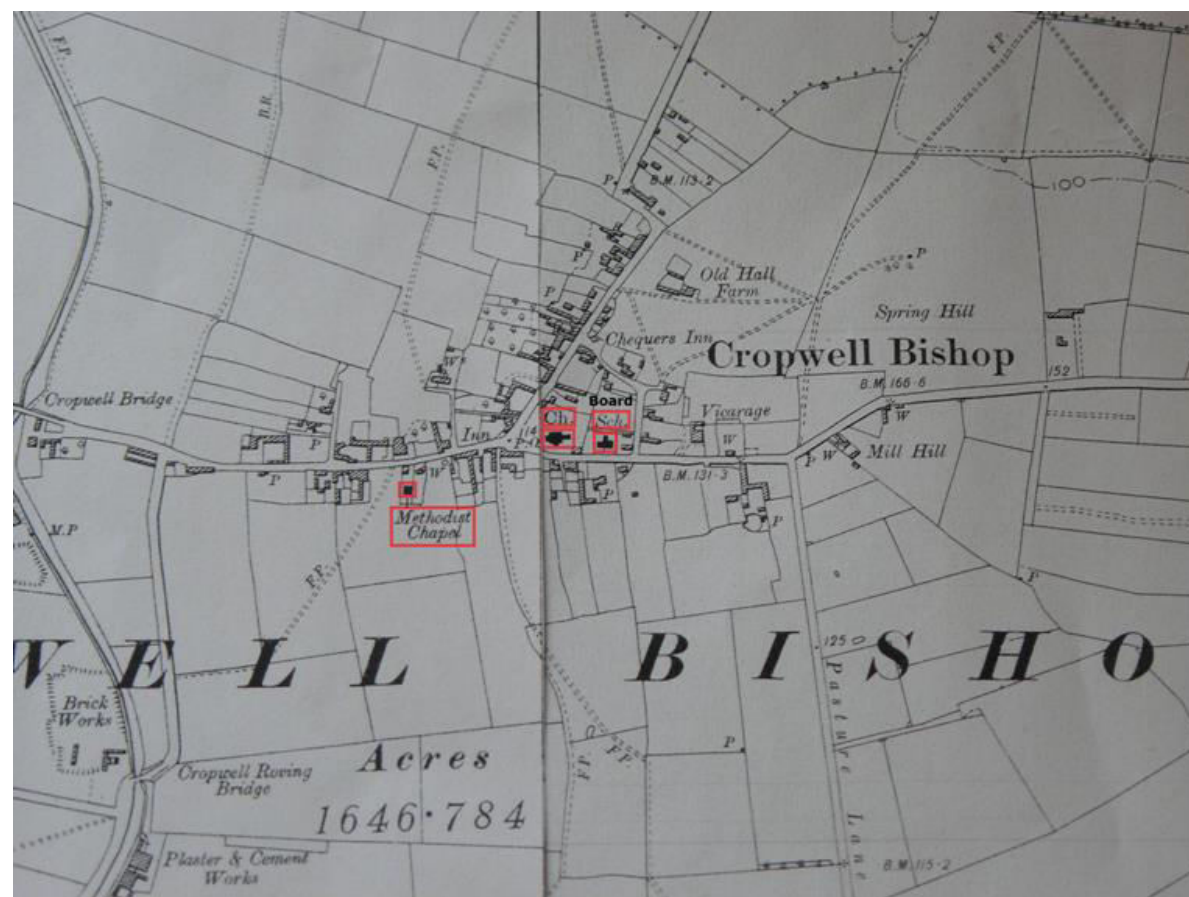 F.P.
B.R.
F.P.
F.P.
P
B.M. 113·2
100
P
P
Old Hall
Farm
Spring Hill
P
Chequers Inn
Cropwell Bishop
W
152
B.M. 166·6
Cropwell Bridge
Board
Ch.
Sch.
Vicarage
W
Inn
P
W
W
P
W
Mill Hill
P
B.M. 131·3
P
P
Methodist
Chapel
M.P
F.P.
P
WELL BISHO
125
Brick
Works
Pasture Lane
P
F.P.
F.P.
Acres
Cropwell Roving
Bridge
1646·784
Plaster & Cement
Works
B.M. 115·2